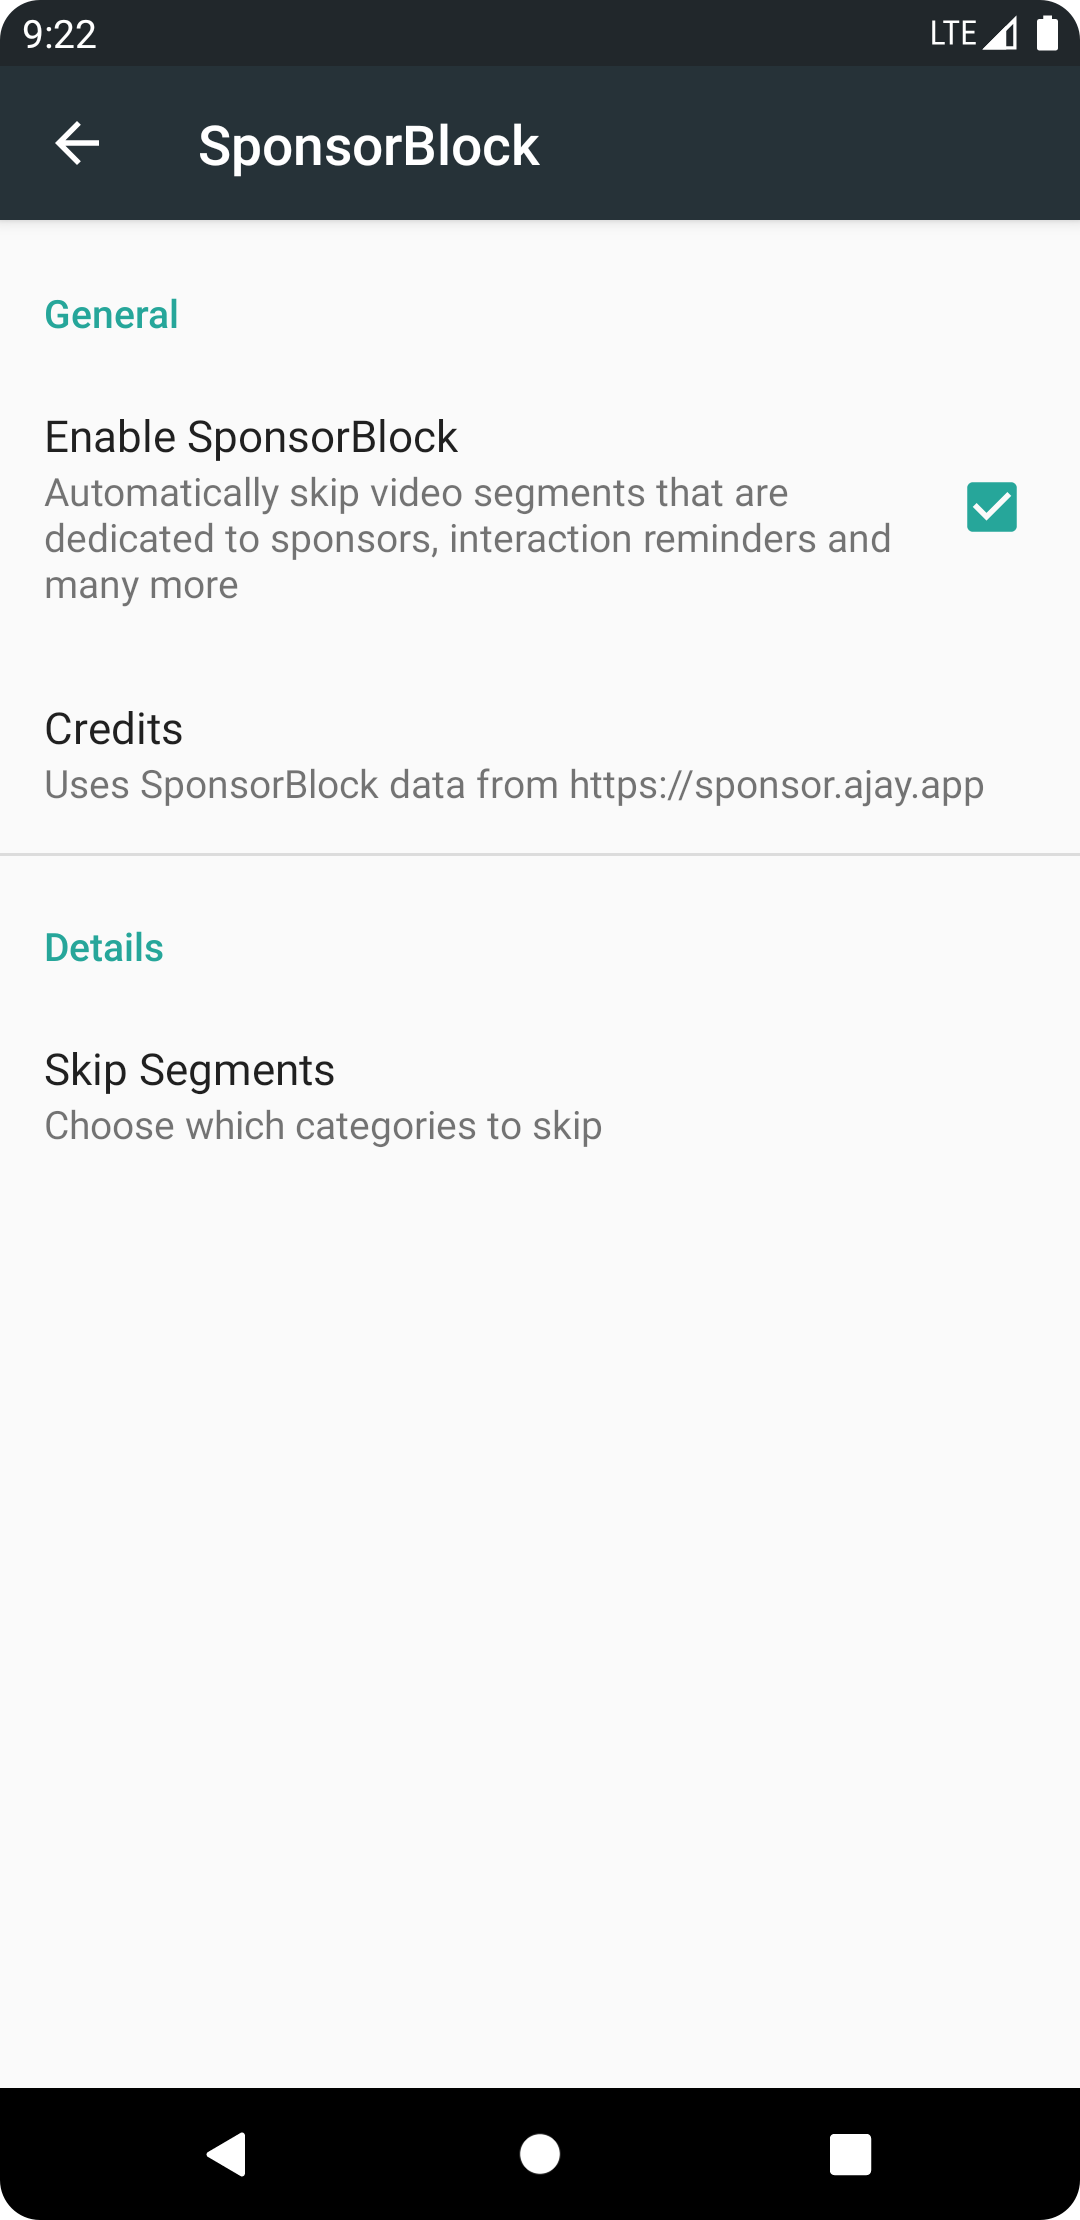 9:22
LTE
SponsorBlock
General
Enable SponsorBlock
Automatically skip video segments that are
dedicated to sponsors, interaction reminders and
many more
Credits
Uses SponsorBlock data from https://sponsor.ajay.app
Details
Skip Segments
Choose which categories to skip